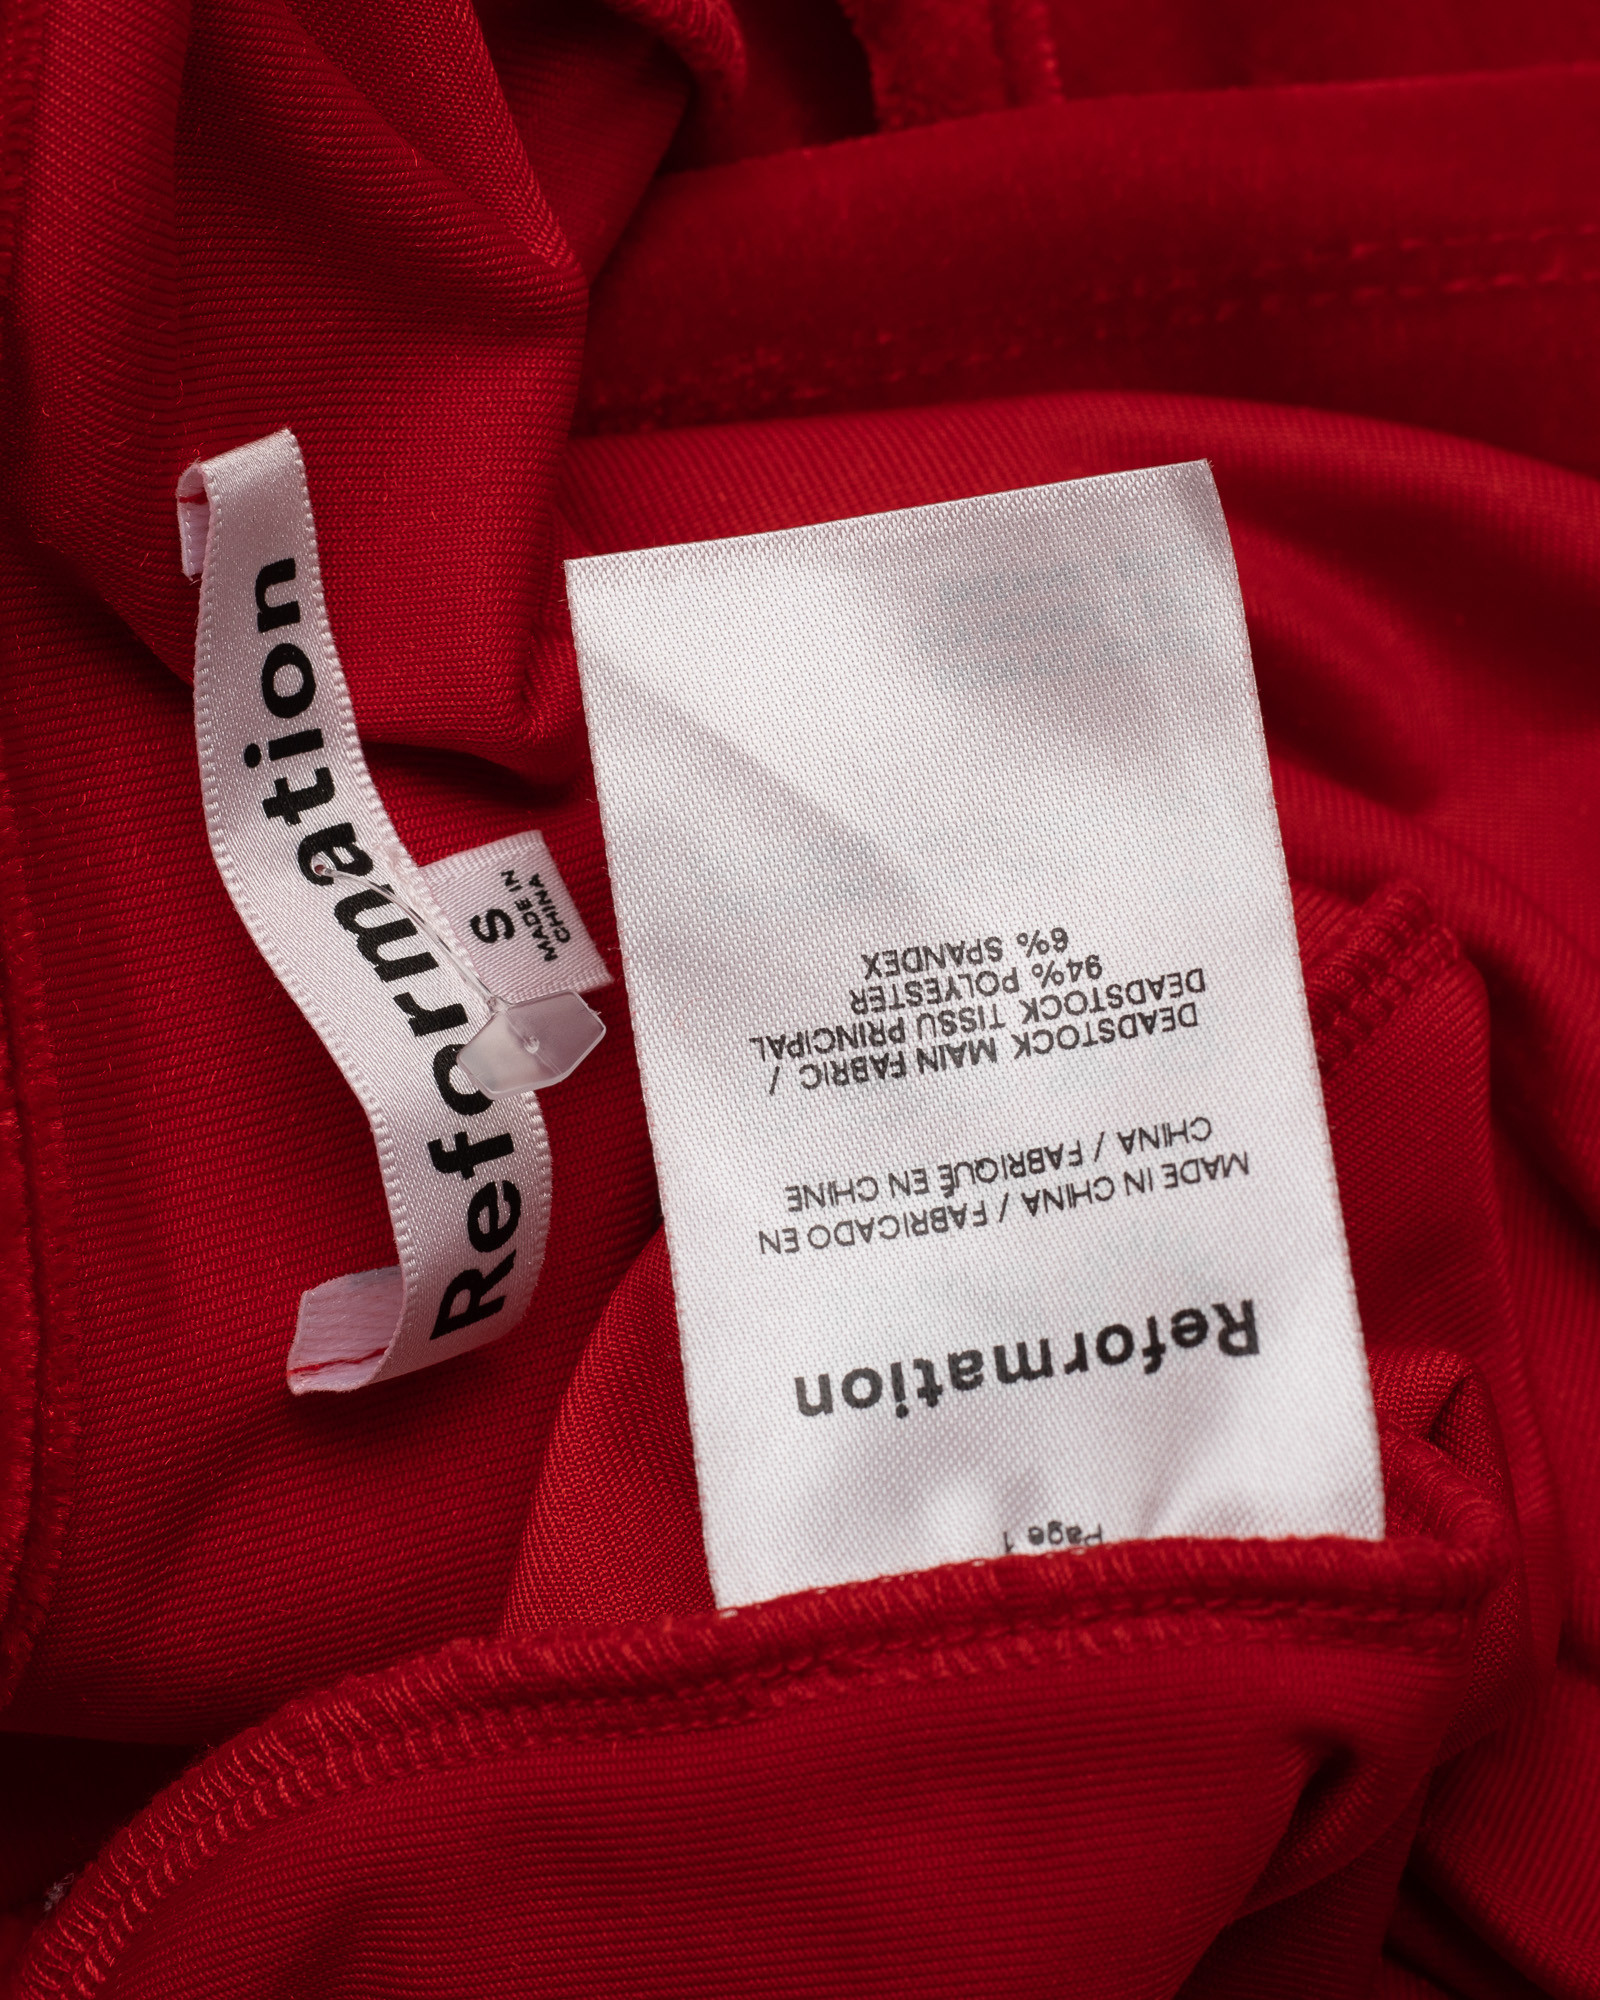 Reformation
S
MADE IN
CHINA
Page 1
Reformation
MADE IN CHINA / FABRICADO EN
CHINA / FABRIQUÉ EN CHINE
DEADSTOCK MAIN FABRIC /
DEADSTOCK TISSU PRINCIPAL
94% POLYESTER
6% SPANDEX